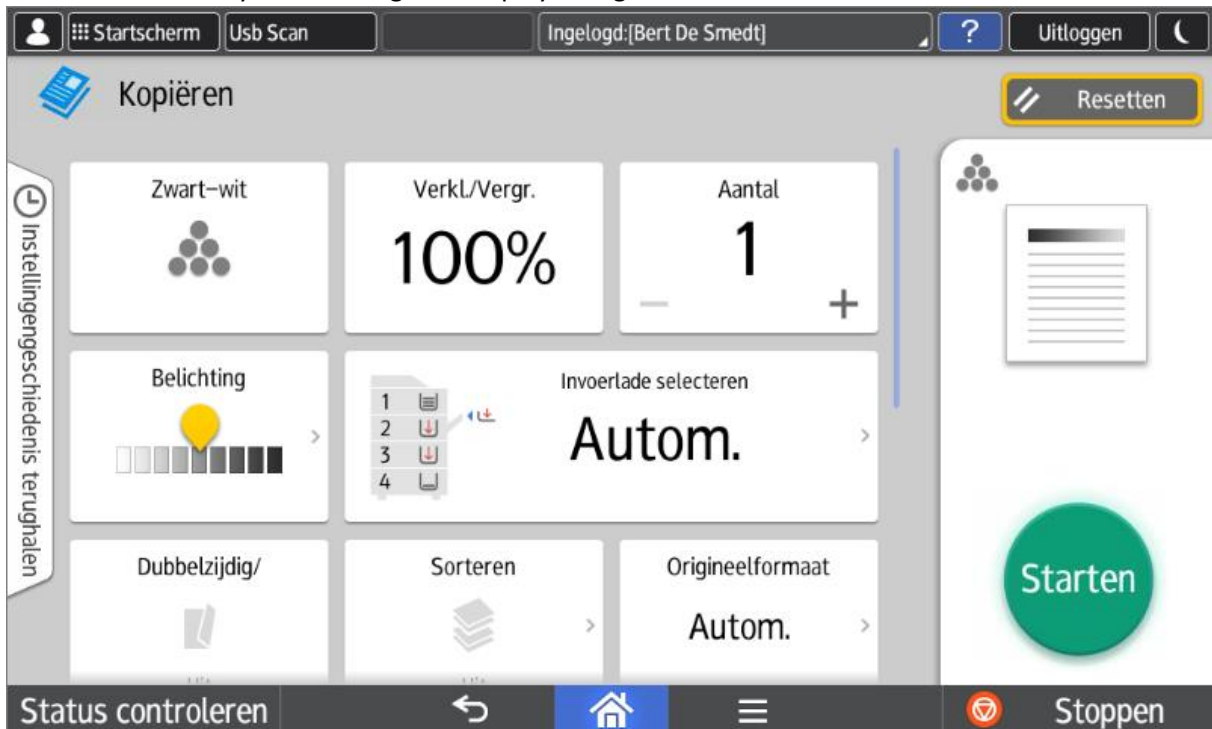 Startscherm
Usb Scan
Ingelogd:[Bert De Smedt]
?
Uitloggen
Kopiëren
Resetten
Instellingengeschiedenis terughalen
Zwart-wit
Verkl./Vergr.
100%
Aantal
1
− +
Belichting
1
2
3
4
Invoerlade selecteren
Autom.
Dubbelzijdig/
Sorteren
Origineelformaat
Autom.
Starten
Status controleren
Stoppen